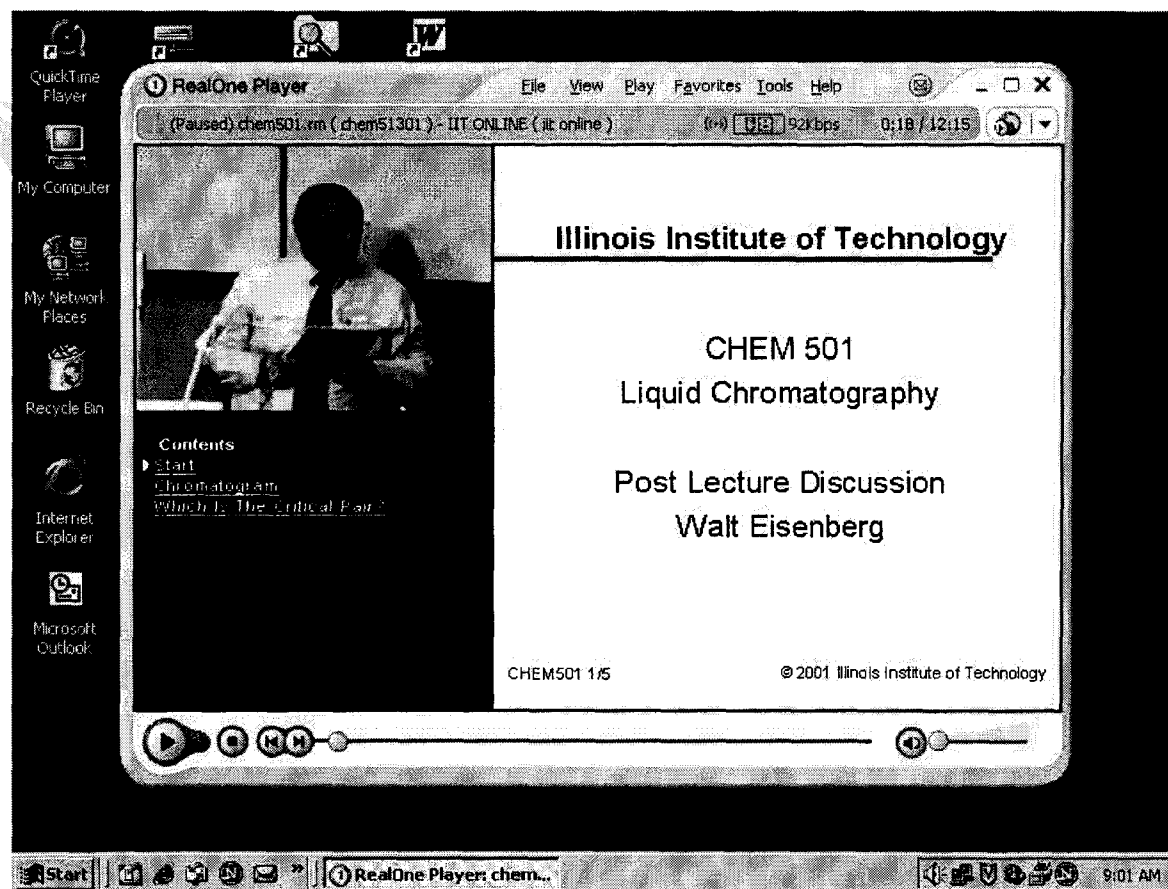 QuickTime
Player
My Computer
My Network
Places
Recycle Bin
Internet
Explorer
Microsoft
Outlook
RealOne Player
File View Play Favorites Tools Help
(Paused) chem501.rm ( chem51301 ) - IIT ONLINE ( iit online )
92kbps
0:18 / 12:15
Contents
Start
Chromatogram
Which Is The Critical Pair?
Illinois Institute of Technology
CHEM 501
Liquid Chromatography
Post Lecture Discussion
Walt Eisenberg
CHEM501 1/5
© 2001 Illinois Institute of Technology
Start
RealOne Player: chem...
9:01 AM